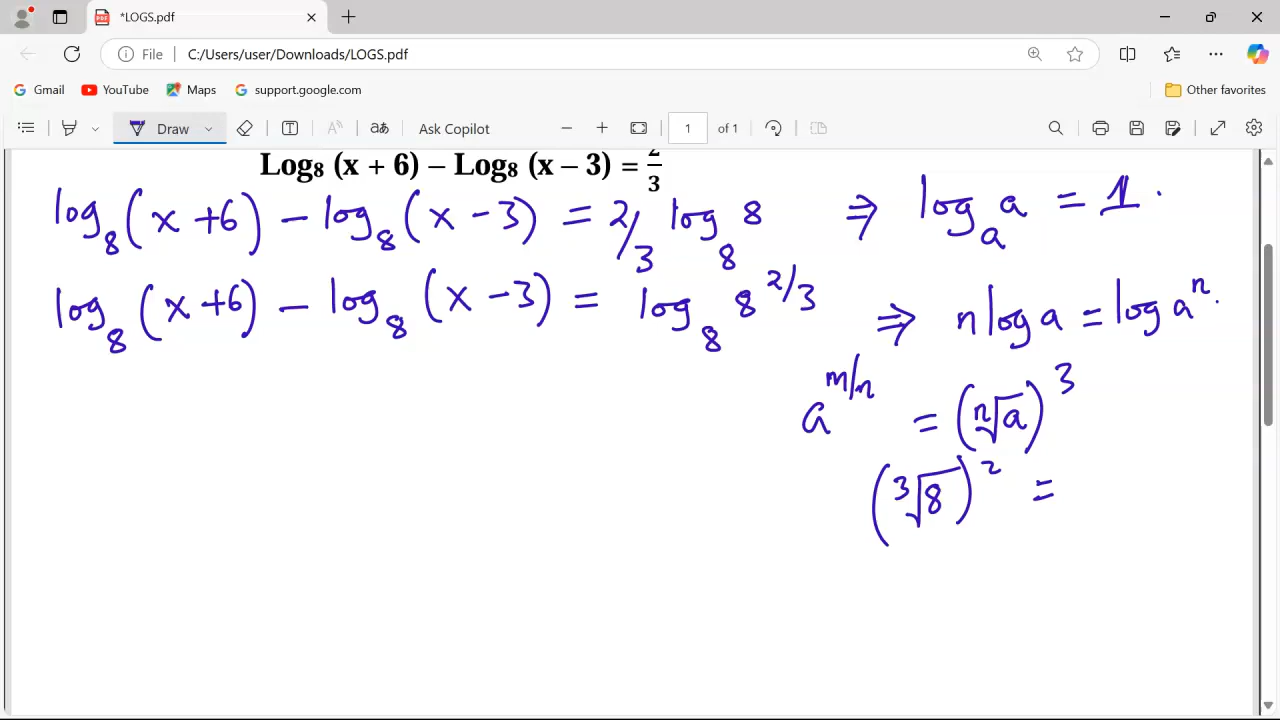 *LOGS.pdf
File C:/Users/user/Downloads/LOGS.pdf
Gmail YouTube Maps support.google.com Other favorites
Draw Ask Copilot 1 of 1
Log₈ (x + 6) – Log₈ (x – 3) = 2/3
log₈(x+6) – log₈(x–3) = 2/3 log₈ 8 ⇒ logₐ a = 1.
log₈(x+6) – log₈(x–3) = log₈ 8^2/3 ⇒ n log a = log aⁿ.
a^m/n = (ⁿ√a)³
(³√8)² =